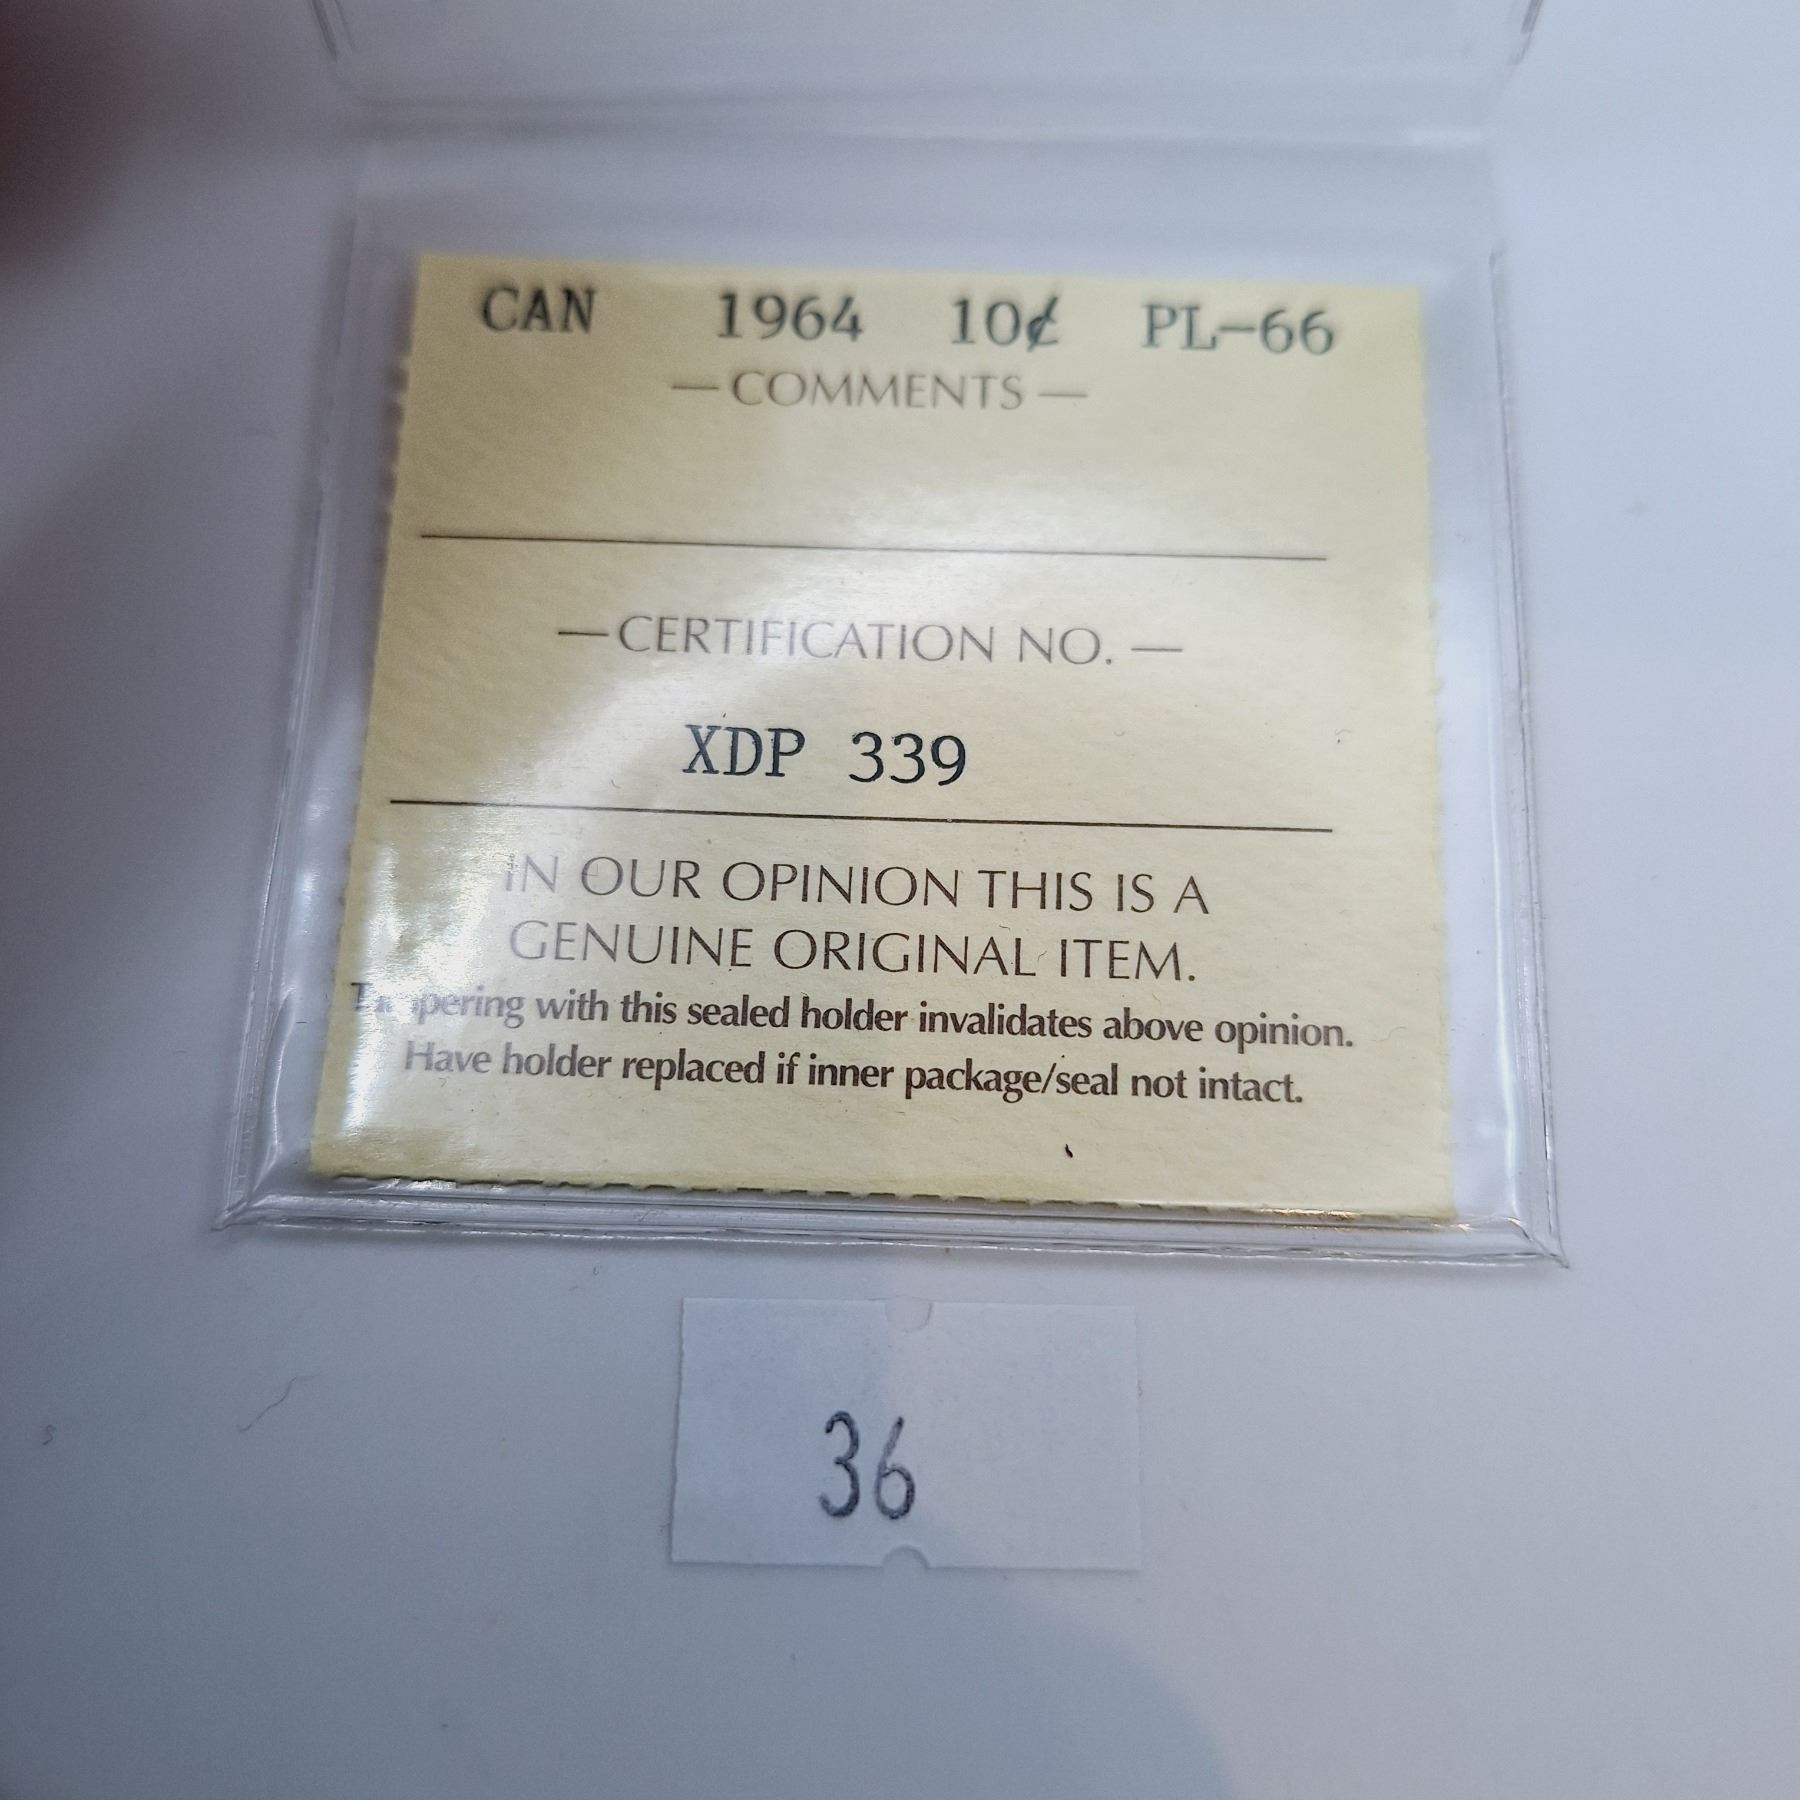 CAN 1964 10¢ PL-66
— COMMENTS —
— CERTIFICATION NO. —
XDP 339
IN OUR OPINION THIS IS A
GENUINE ORIGINAL ITEM.
Tampering with this sealed holder invalidates above opinion.
Have holder replaced if inner package/seal not intact.
36